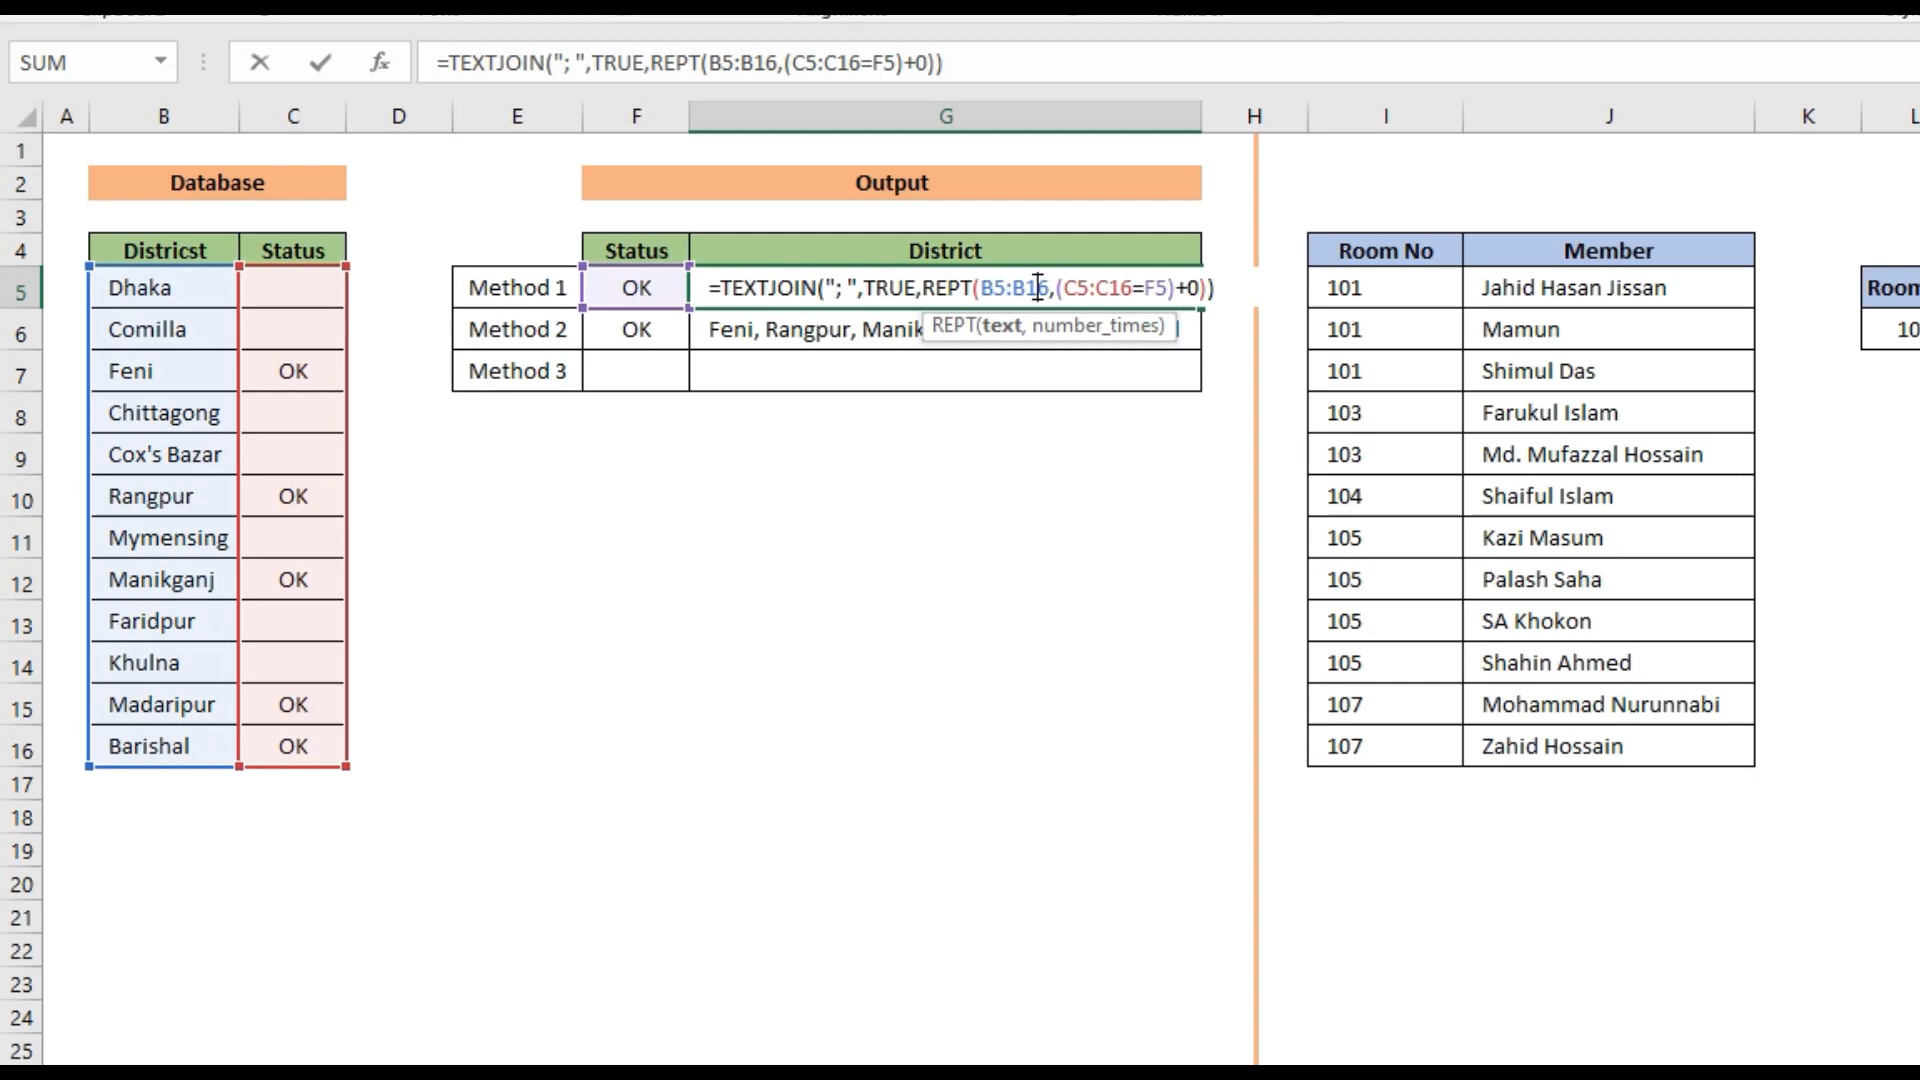 SUM
=TEXTJOIN("; ",TRUE,REPT(B5:B16,(C5:C16=F5)+0))
A B C D E F G H I J K L
1
2 Database Output
3
4 Districst Status Status District Room No Member
5 Dhaka Method 1 OK =TEXTJOIN("; ",TRUE,REPT(B5:B16,(C5:C16=F5)+0)) 101 Jahid Hasan Jissan Room
REPT(text, number_times)
6 Comilla Method 2 OK Feni, Rangpur, Manik 101 Mamun 10
7 Feni OK Method 3 101 Shimul Das
8 Chittagong 103 Farukul Islam
9 Cox's Bazar 103 Md. Mufazzal Hossain
10 Rangpur OK 104 Shaiful Islam
11 Mymensing 105 Kazi Masum
12 Manikganj OK 105 Palash Saha
13 Faridpur 105 SA Khokon
14 Khulna 105 Shahin Ahmed
15 Madaripur OK 107 Mohammad Nurunnabi
16 Barishal OK 107 Zahid Hossain
17
18
19
20
21
22
23
24
25